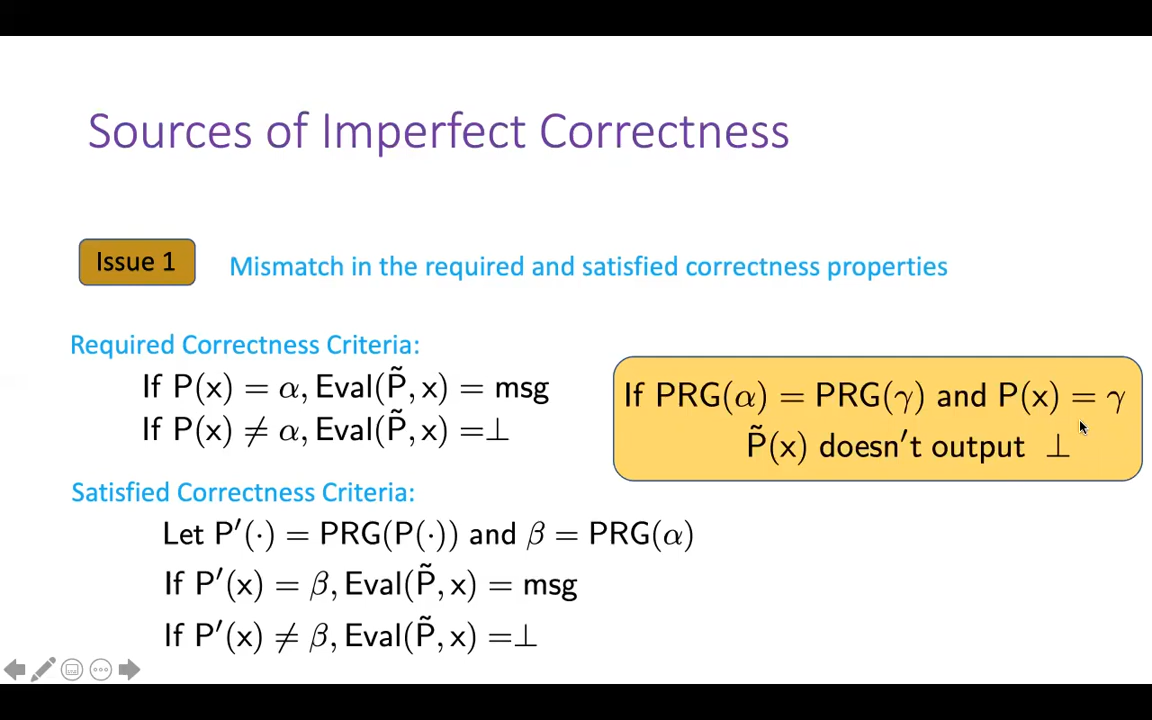 Sources of Imperfect Correctness
Issue 1
Mismatch in the required and satisfied correctness properties
Required Correctness Criteria:
If P(x) = α, Eval(P̃, x) = msg
If P(x) ≠ α, Eval(P̃, x) =⊥
If PRG(α) = PRG(γ) and P(x) = γ
P̃(x) doesn't output ⊥
Satisfied Correctness Criteria:
Let P′(·) = PRG(P(·)) and β = PRG(α)
If P′(x) = β, Eval(P̃, x) = msg
If P′(x) ≠ β, Eval(P̃, x) =⊥